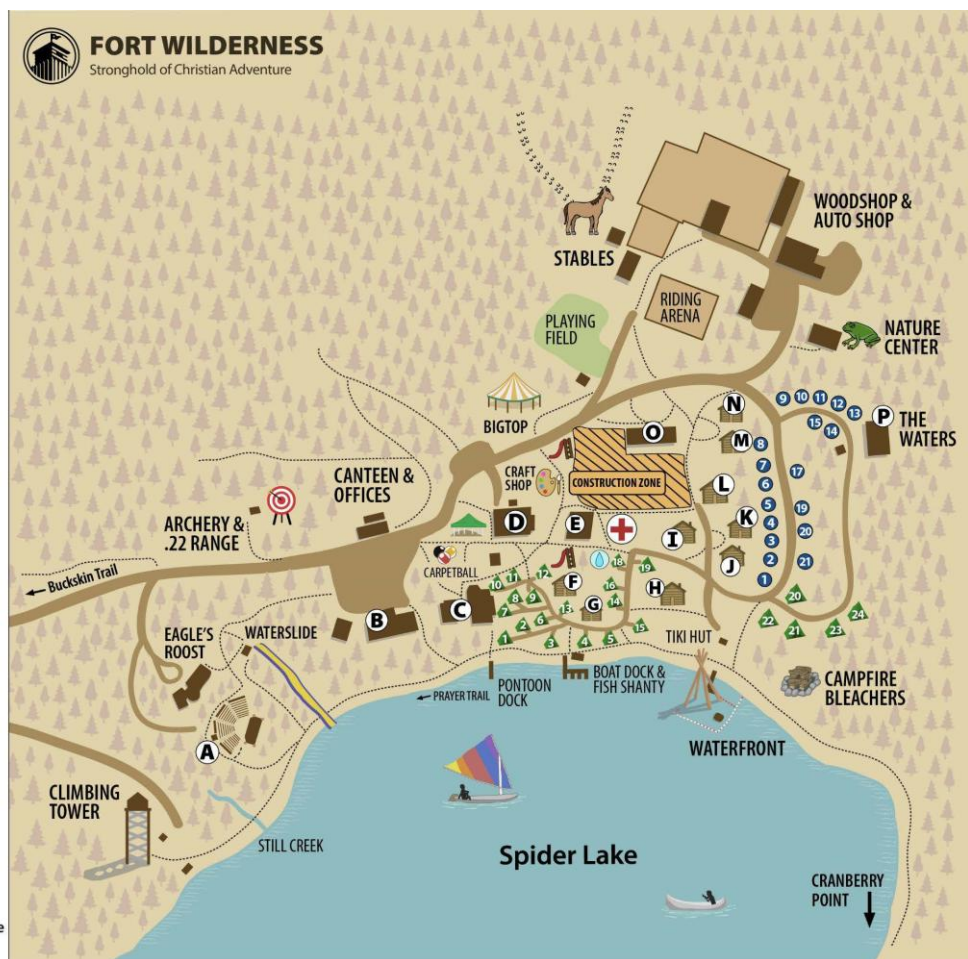 FORT WILDERNESS
Stronghold of Christian Adventure
WOODSHOP &
AUTO SHOP
STABLES
RIDING
ARENA
PLAYING
FIELD
NATURE
CENTER
BIGTOP
N
9
10
11
12
13
15
14
P
THE
WATERS
O
M
8
CANTEEN &
OFFICES
CRAFT
SHOP
CONSTRUCTION ZONE
7
17
L
6
ARCHERY &
.22 RANGE
D
E
I
K
5
19
4
20
3
J
2
21
1
CARPETBALL
Buckskin Trail
10
11
12
18
19
8
9
F
16
H
7
13
G
14
20
B
C
2
6
22
21
23
24
1
3
4
5
15
EAGLE'S
ROOST
WATERSLIDE
TIKI HUT
PRAYER TRAIL
PONTOON
DOCK
BOAT DOCK &
FISH SHANTY
CAMPFIRE
BLEACHERS
WATERFRONT
A
CLIMBING
TOWER
STILL CREEK
Spider Lake
CRANBERRY
POINT
e